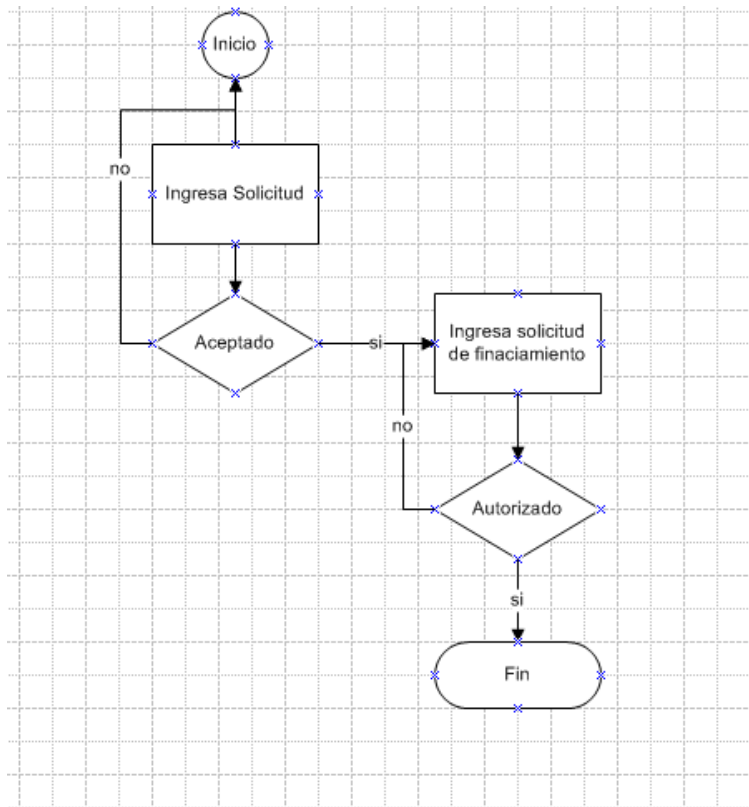 Inicio
no
Ingresa Solicitud
Aceptado
si
Ingresa solicitud
de finaciamiento
no
Autorizado
si
Fin